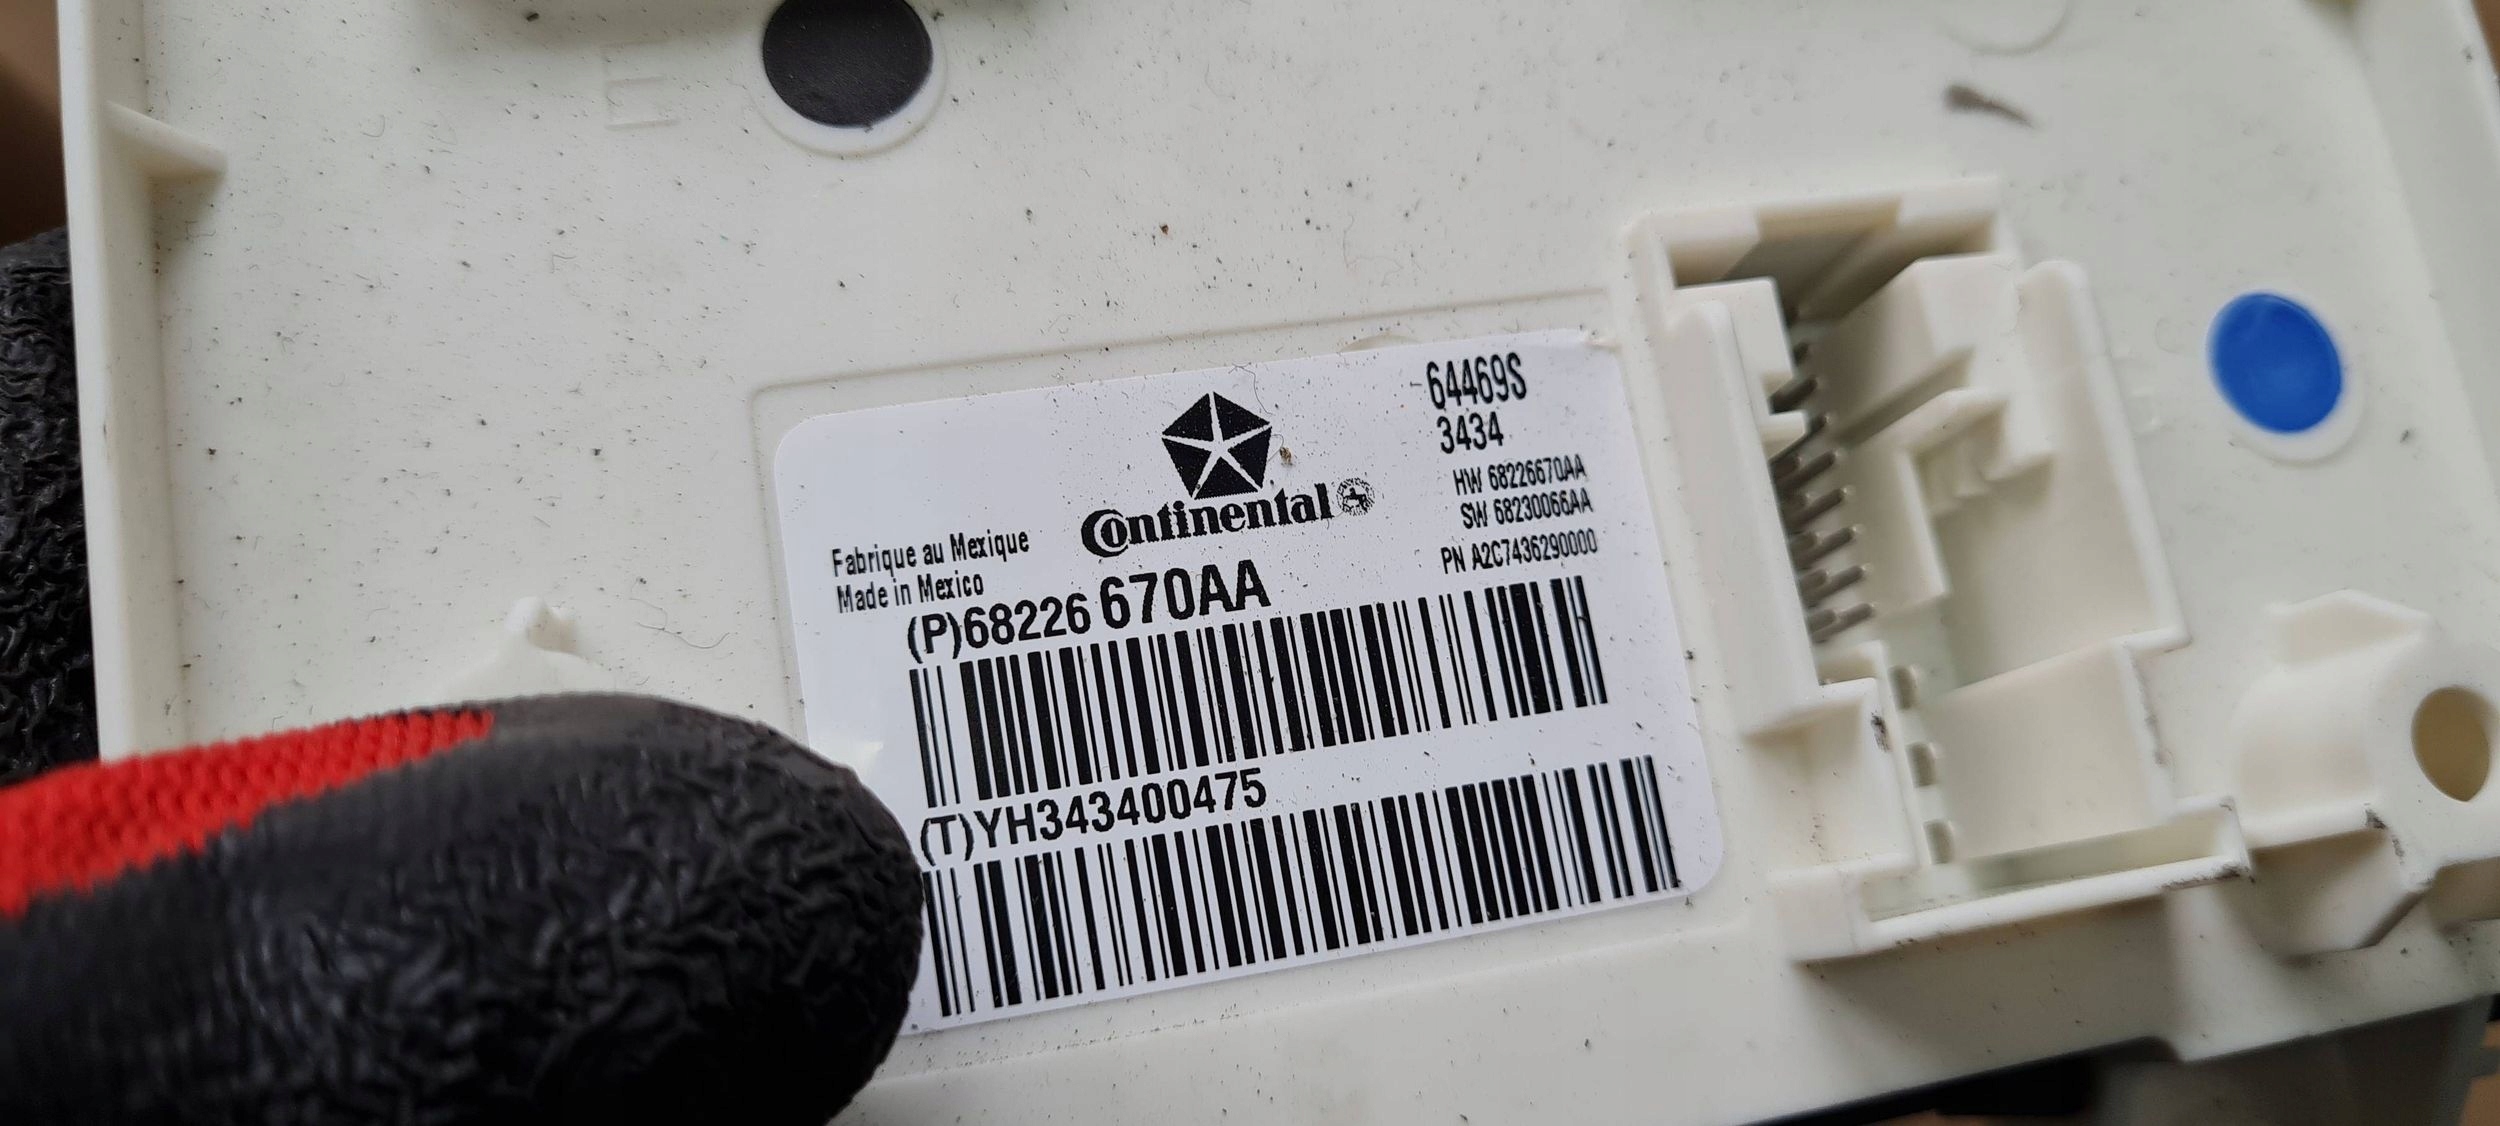 64469S
3434
Continental
HW 68226670AA
SW 68230066AA
PN A2C7436290000
Fabrique au Mexique
Made in Mexico
(P)68226 670AA
(T)YH343400475